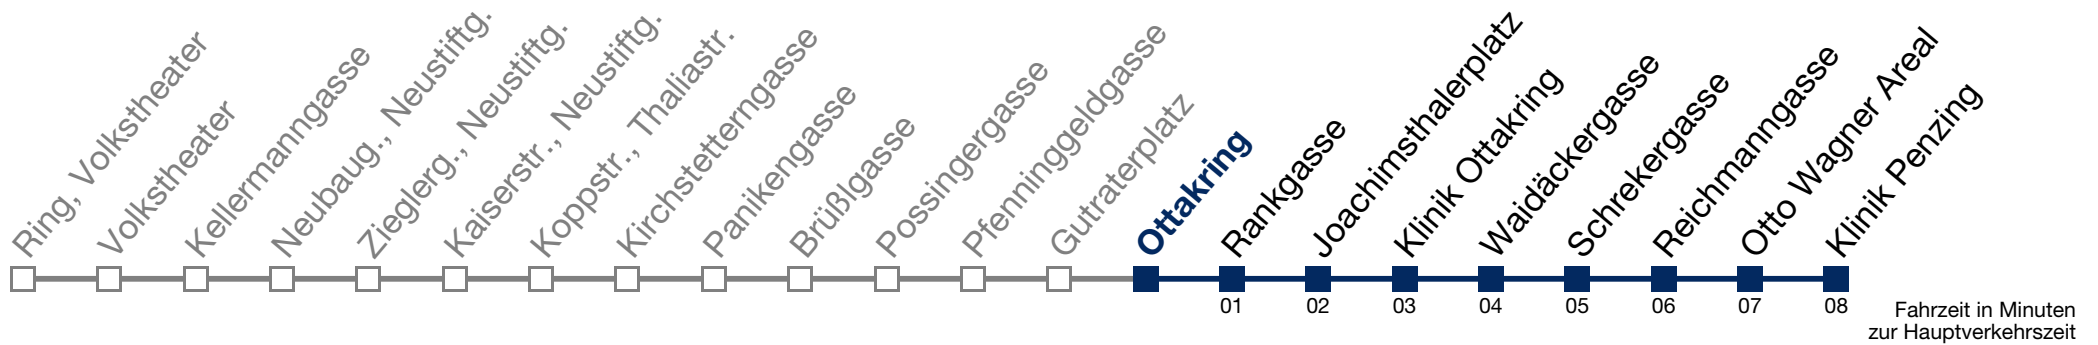 Ring, Volkstheater
Volkstheater
Kellermanngasse
Neubaug., Neustiftg.
Zieglerg., Neustiftg.
Kaiserstr., Neustiftg.
Koppstr., Thaliastr.
Kirchstetterngasse
Panikengasse
Brüßlgasse
Possingergasse
Pfenninggeldgasse
Gutraterplatz
Ottakring
Rankgasse
Joachimsthalerplatz
Klinik Ottakring
Waidäckergasse
Schrekergasse
Reichmanngasse
Otto Wagner Areal
Klinik Penzing
01 02 03 04 05 06 07 08
Fahrzeit in Minuten
zur Hauptverkehrszeit